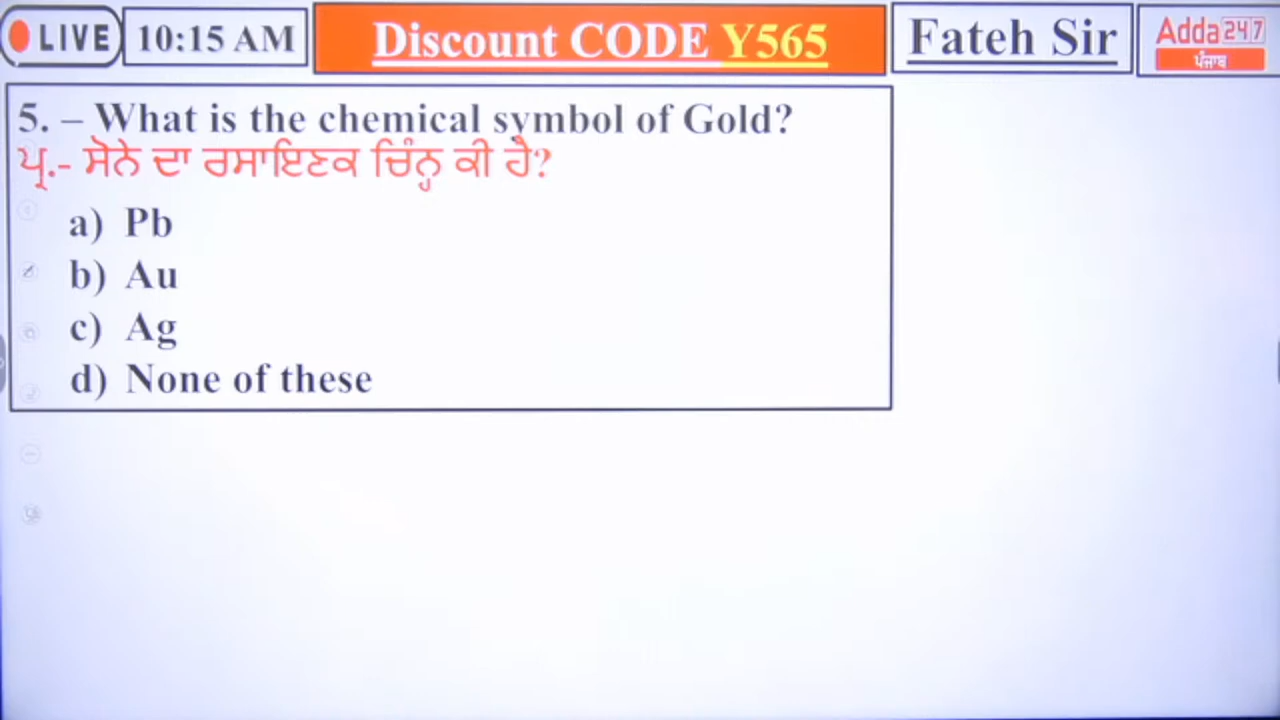 LIVE
10:15 AM
Discount CODE Y565
Fateh Sir
Adda247
ਪੰਜਾਬ
5. – What is the chemical symbol of Gold?
ਪ੍ਰ.- ਸੋਨੇ ਦਾ ਰਸਾਇਣਕ ਚਿੰਨ੍ਹ ਕੀ ਹੈ?
a) Pb
b) Au
c) Ag
d) None of these